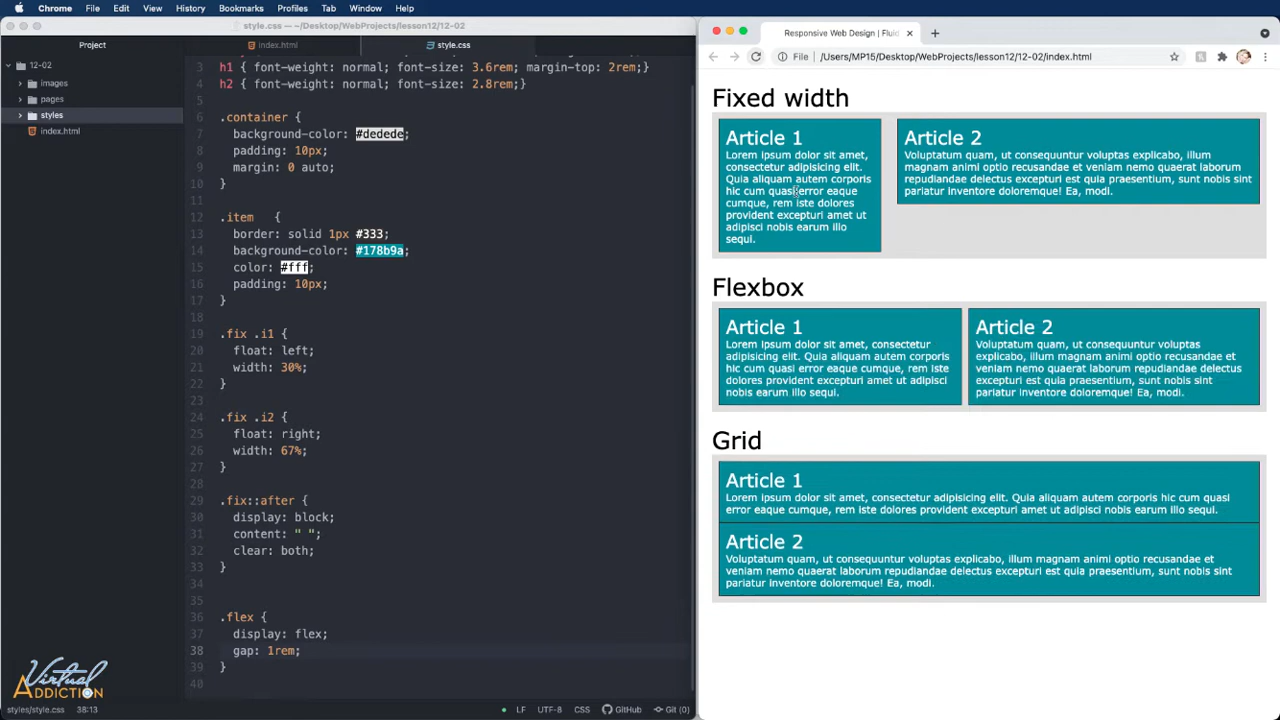 Chrome File Edit View History Bookmarks Profiles Tab Window Help
style.css — ~/Desktop/WebProjects/lesson12/12-02
Project
index.html
style.css
12-02
images
pages
styles
index.html
3 h1 { font-weight: normal; font-size: 3.6rem; margin-top: 2rem;}
4 h2 { font-weight: normal; font-size: 2.8rem;}
5
6 .container {
7 background-color: #dedede;
8 padding: 10px;
9 margin: 0 auto;
10 }
11
12 .item {
13 border: solid 1px #333;
14 background-color: #178b9a;
15 color: #fff;
16 padding: 10px;
17 }
18
19 .fix .i1 {
20 float: left;
21 width: 30%;
22 }
23
24 .fix .i2 {
25 float: right;
26 width: 67%;
27 }
28
29 .fix::after {
30 display: block;
31 content: " ";
32 clear: both;
33 }
34
35
36 .flex {
37 display: flex;
38 gap: 1rem;
39 }
40
Virtual
ADDICTION
styles/style.css 38:13 LF UTF-8 CSS GitHub Git (0)
Responsive Web Design | Fluid
File | /Users/MP15/Desktop/WebProjects/lesson12/12-02/index.html
Fixed width
Article 1
Lorem ipsum dolor sit amet,
consectetur adipisicing elit.
Quia aliquam autem corporis
hic cum quasi error eaque
cumque, rem iste dolores
provident excepturi amet ut
adipisci nobis earum illo
sequi.
Article 2
Voluptatum quam, ut consequuntur voluptas explicabo, illum
magnam animi optio recusandae et veniam nemo quaerat laborum
repudiandae delectus excepturi est quia praesentium, sunt nobis sint
pariatur inventore doloremque! Ea, modi.
Flexbox
Article 1
Lorem ipsum dolor sit amet, consectetur
adipisicing elit. Quia aliquam autem corporis
hic cum quasi error eaque cumque, rem iste
dolores provident excepturi amet ut adipisci
nobis earum illo sequi.
Article 2
Voluptatum quam, ut consequuntur voluptas
explicabo, illum magnam animi optio recusandae et
veniam nemo quaerat laborum repudiandae delectus
excepturi est quia praesentium, sunt nobis sint
pariatur inventore doloremque! Ea, modi.
Grid
Article 1
Lorem ipsum dolor sit amet, consectetur adipisicing elit. Quia aliquam autem corporis hic cum quasi
error eaque cumque, rem iste dolores provident excepturi amet ut adipisci nobis earum illo sequi.
Article 2
Voluptatum quam, ut consequuntur voluptas explicabo, illum magnam animi optio recusandae et
veniam nemo quaerat laborum repudiandae delectus excepturi est quia praesentium, sunt nobis sint
pariatur inventore doloremque! Ea, modi.